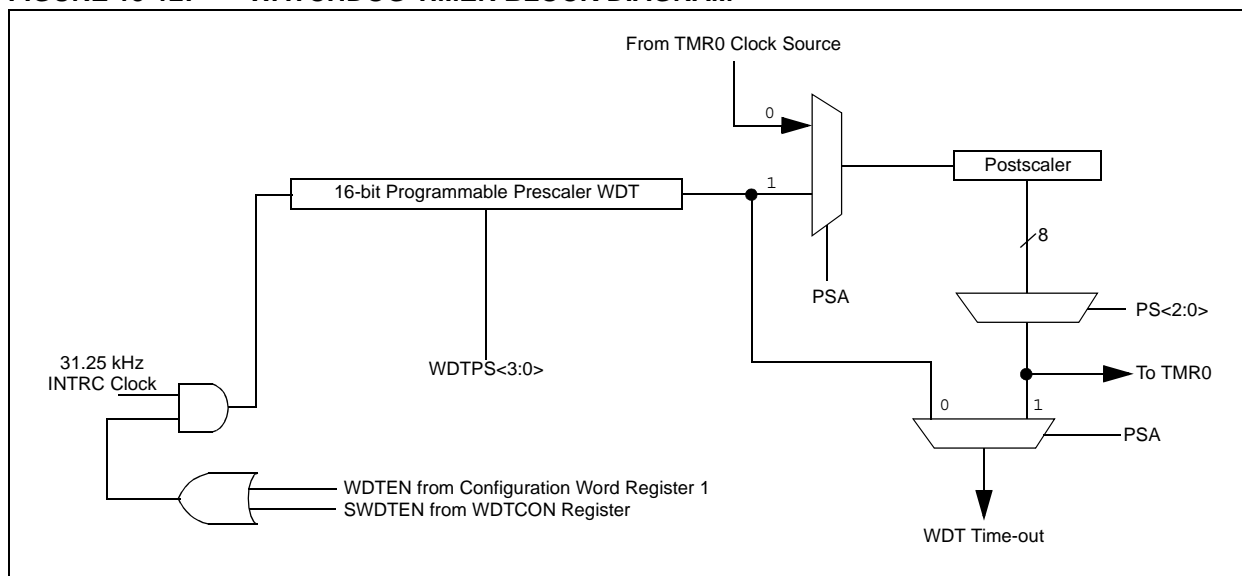 From TMR0 Clock Source
0
1
16-bit Programmable Prescaler WDT
Postscaler
8
PSA
PS<2:0>
31.25 kHz
INTRC Clock
WDTPS<3:0>
To TMR0
0
1
PSA
WDTEN from Configuration Word Register 1
SWDTEN from WDTCON Register
WDT Time-out